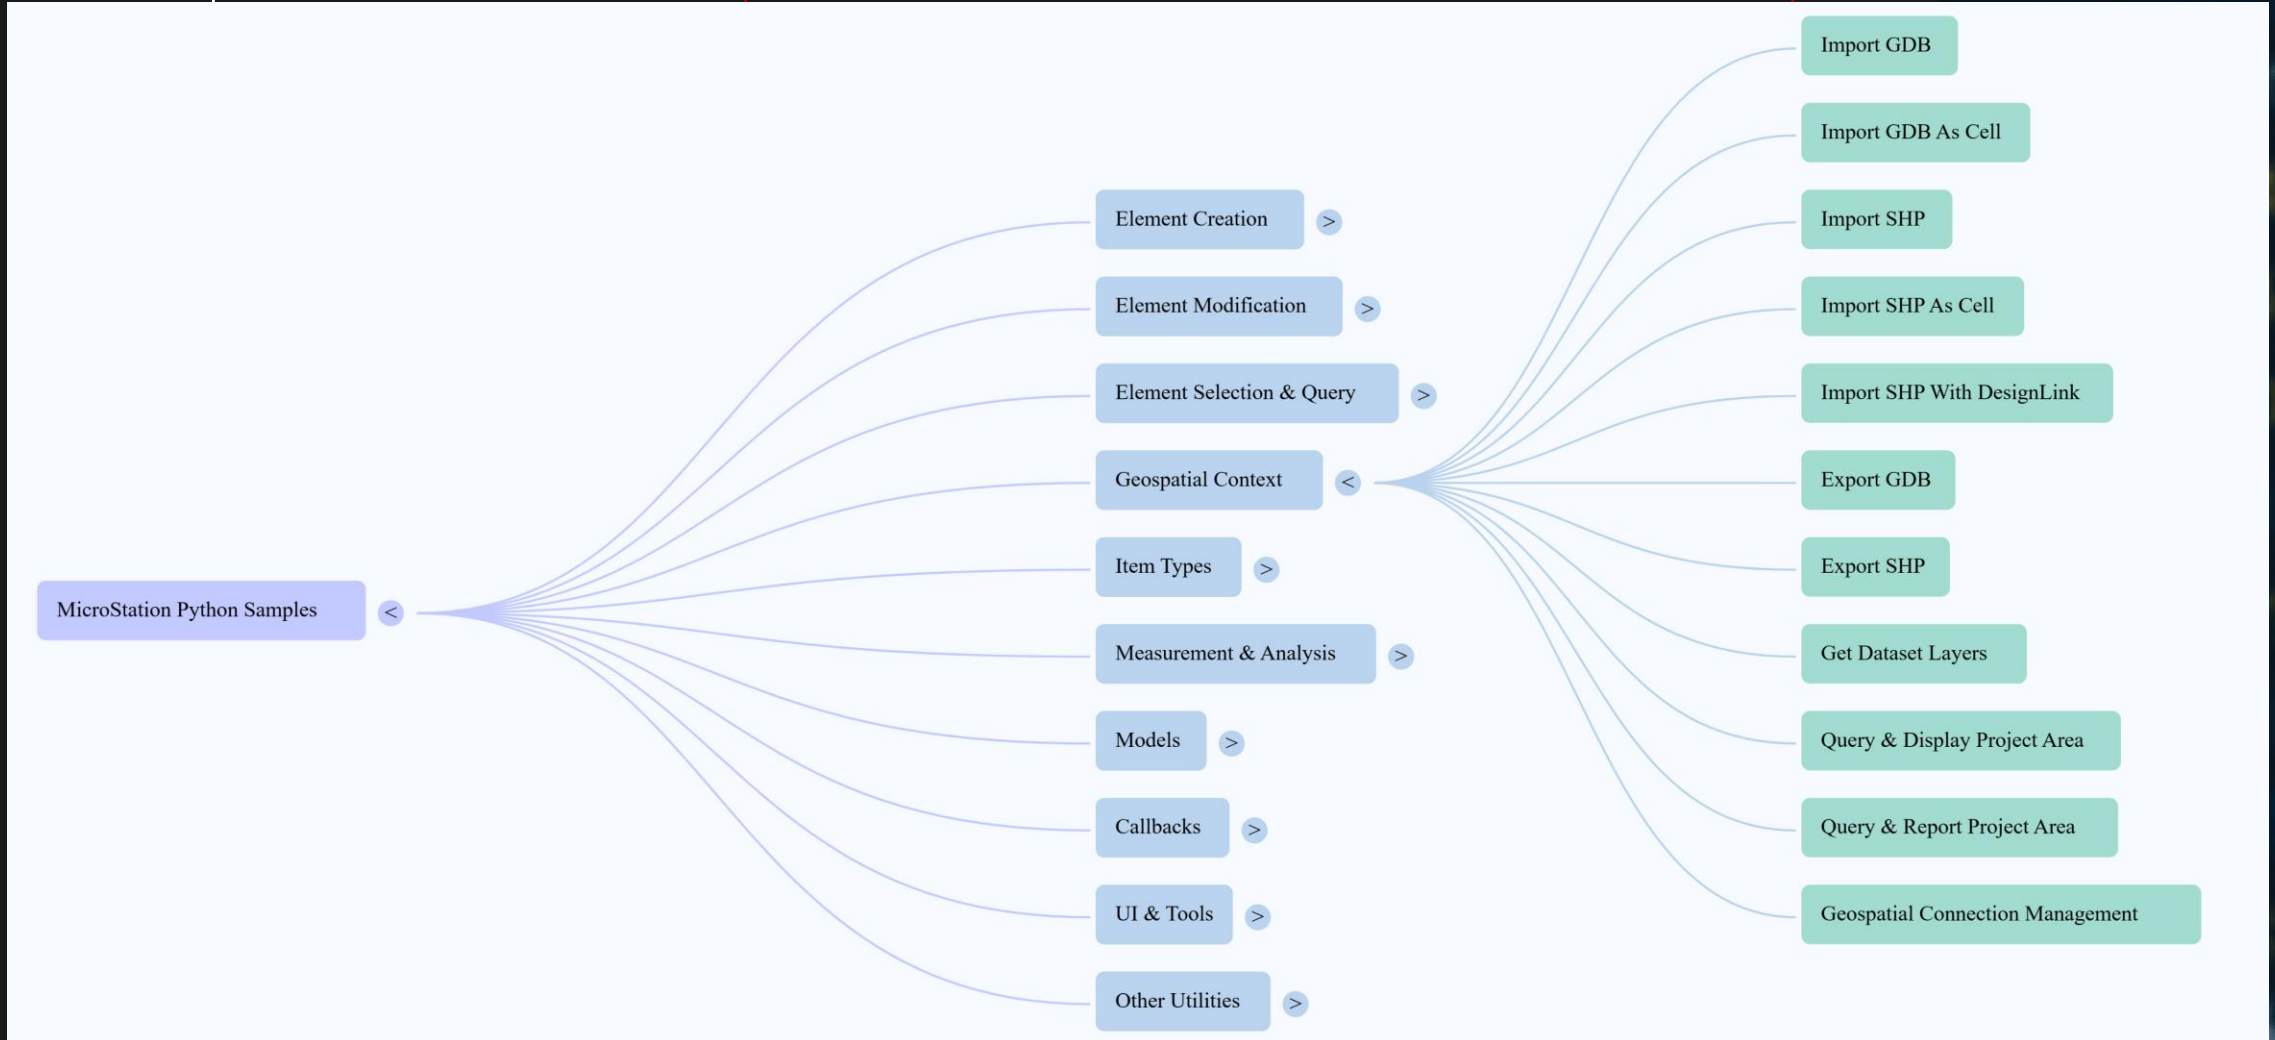 MicroStation Python Samples
<
Element Creation
>
Element Modification
>
Element Selection & Query
>
Geospatial Context
<
Item Types
>
Measurement & Analysis
>
Models
>
Callbacks
>
UI & Tools
>
Other Utilities
>
Import GDB
Import GDB As Cell
Import SHP
Import SHP As Cell
Import SHP With DesignLink
Export GDB
Export SHP
Get Dataset Layers
Query & Display Project Area
Query & Report Project Area
Geospatial Connection Management